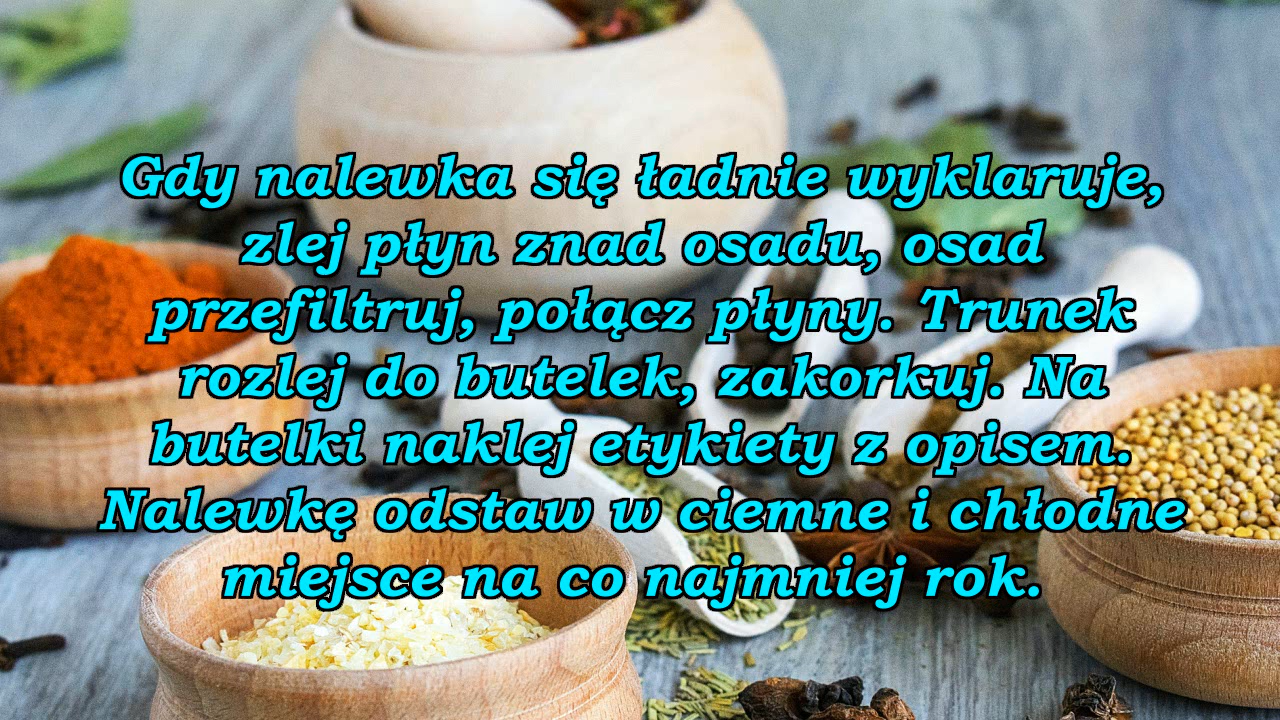 Gdy nalewka się ładnie wyklaruje,
zlej płyn znad osadu, osad
przefiltruj, połącz płyny. Trunek
rozlej do butelek, zakorkuj. Na
butelki naklej etykiety z opisem.
Nalewkę odstaw w ciemne i chłodne
miejsce na co najmniej rok.